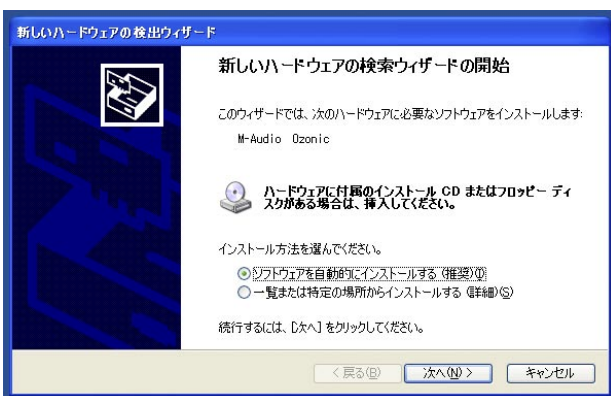 新しいハードウェアの検出ウィザード
新しいハードウェアの検索ウィザードの開始
このウィザードでは、次のハードウェアに必要なソフトウェアをインストールします:
M-Audio Ozonic
ハードウェアに付属のインストール CD またはフロッピー ディ
スクがある場合は、挿入してください。
インストール方法を選んでください。
ソフトウェアを自動的にインストールする (推奨)(I)
一覧または特定の場所からインストールする (詳細)(S)
続行するには、[次へ] をクリックしてください。
< 戻る(B) 次へ(N) > キャンセル